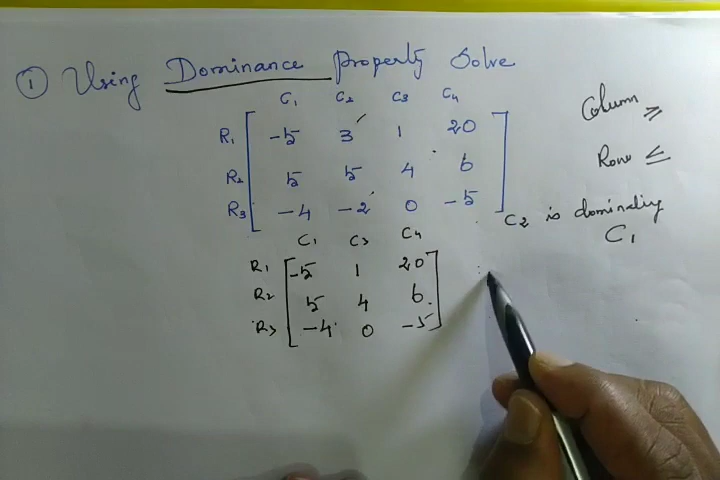 ① Using Dominance property Solve
C₁ C₂ C₃ C₄
R₁ -5 3 1 20
R₂ 5 5 4 6
R₃ -4 -2 0 -5
Column ≥
Row ≤
C₂ is dominating
C₁
C₁ C₃ C₄
R₁ -5 1 20
R₂ 5 4 6
R₃ -4 0 -5